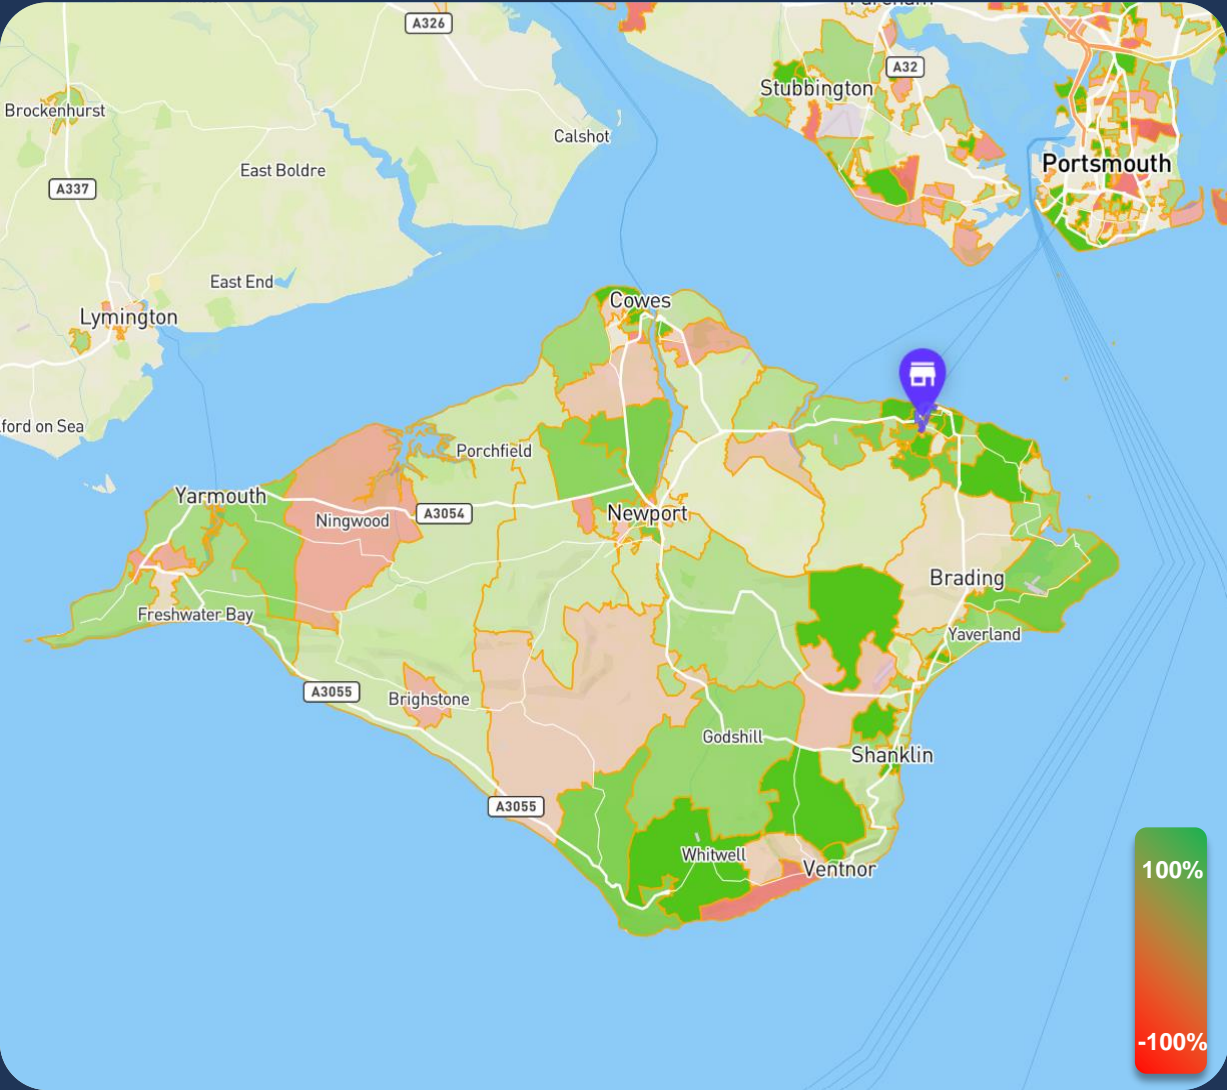 A326
A32
Brockenhurst
Stubbington
Calshot
Portsmouth
East Boldre
A337
East End
Cowes
Lymington
ford on Sea
Porchfield
Yarmouth
A3054
Newport
Ningwood
Brading
Freshwater Bay
Yaverland
A3055
Brighstone
Godshill
Shanklin
A3055
Whitwell
Ventnor
100%
-100%